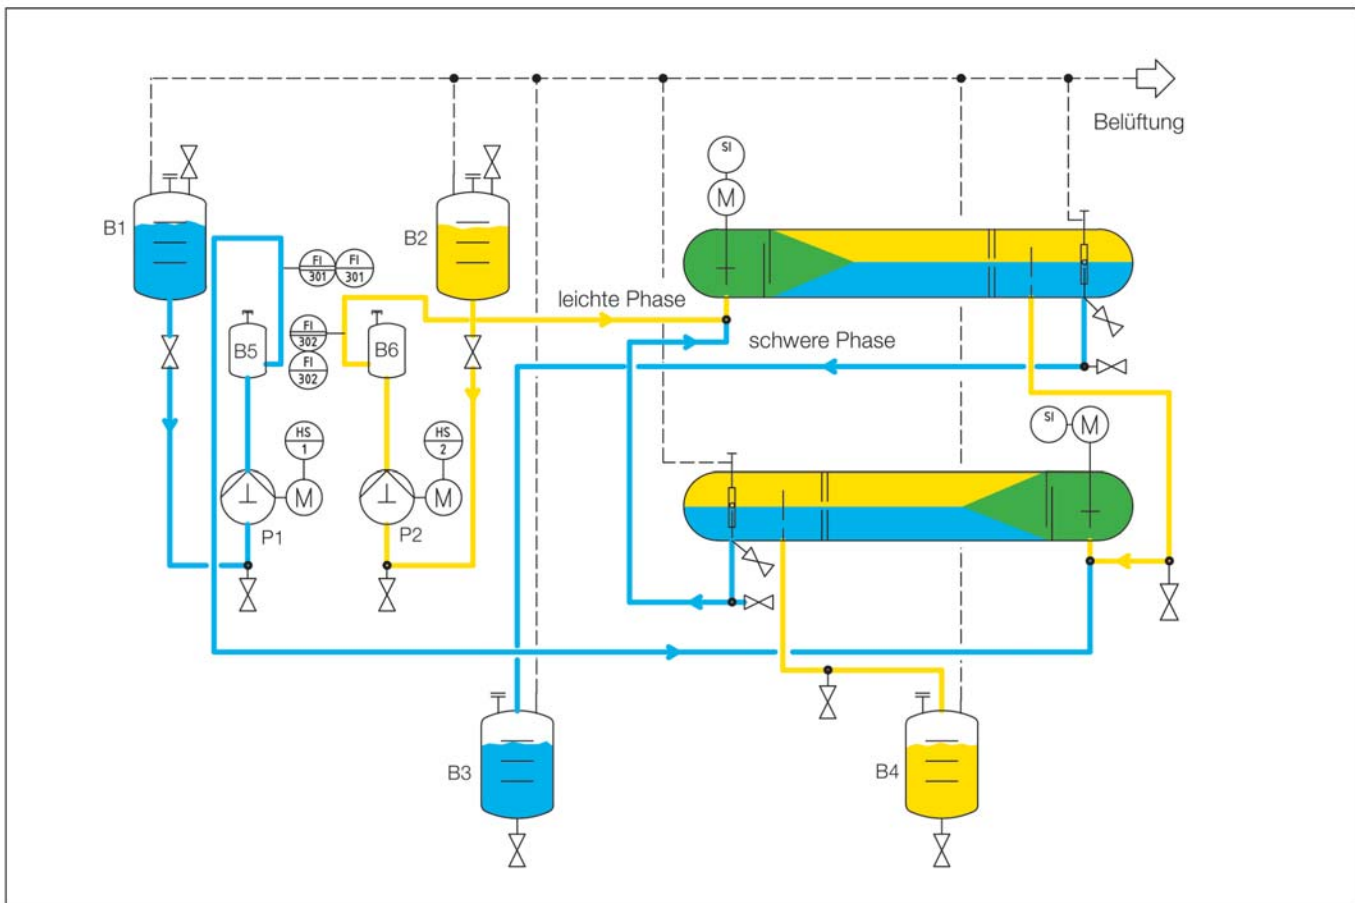 Belüftung
SI
M
B1
B2
FI
301
FI
301
leichte Phase
FI
302
B5
B6
schwere Phase
FI
302
SI
M
HS
1
HS
2
M
M
P1
P2
B3
B4